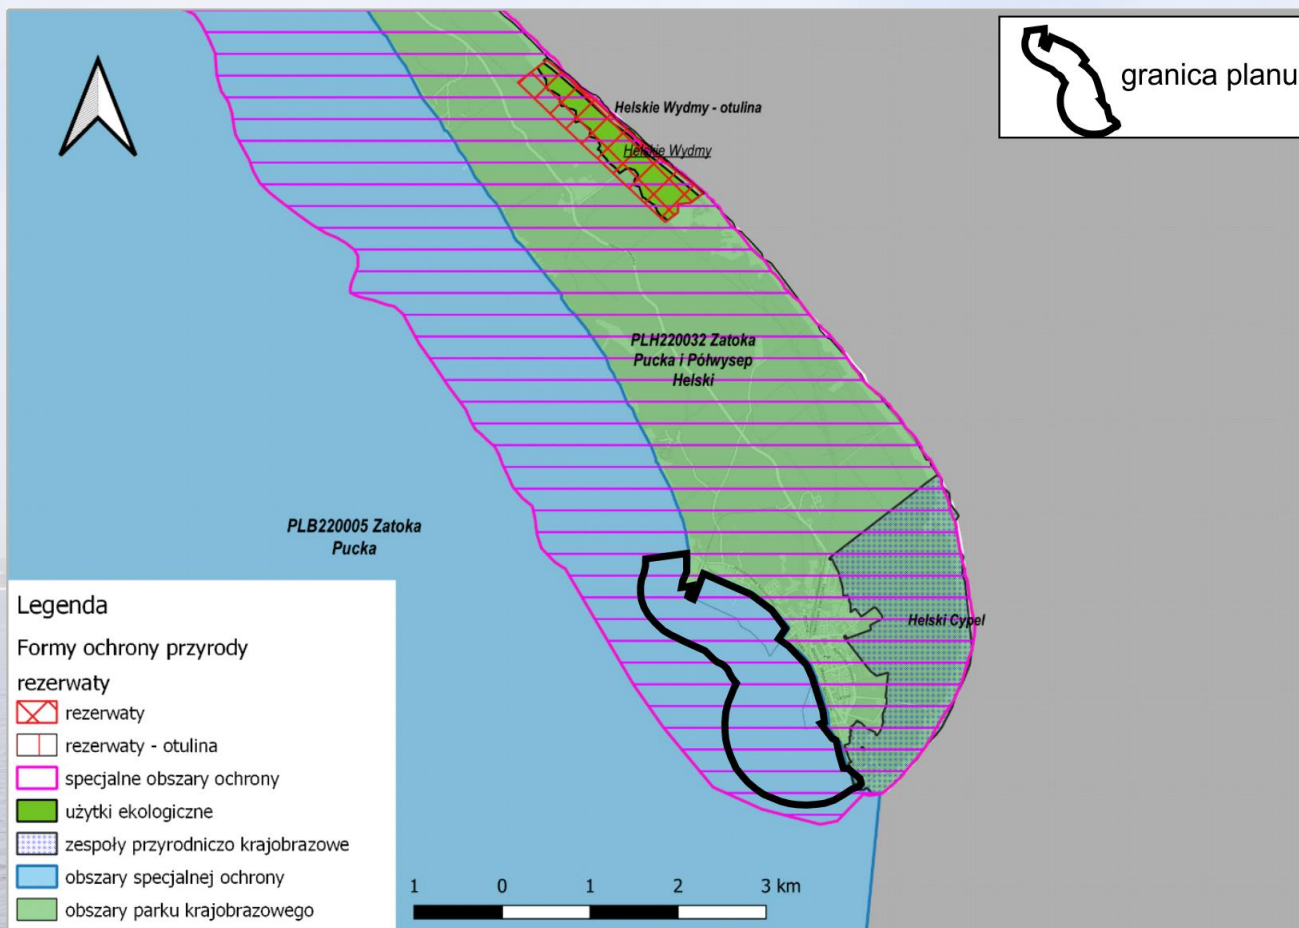 granica planu
Helskie Wydmy - otulina
Helskie Wydmy
PLH220032 Zatoka
Pucka i Półwysep
Helski
PLB220005 Zatoka
Pucka
Helski Cypel
Legenda
Formy ochrony przyrody
rezerwaty
rezerwaty
rezerwaty - otulina
specjalne obszary ochrony
użytki ekologiczne
zespoły przyrodniczo krajobrazowe
obszary specjalnej ochrony
obszary parku krajobrazowego
1 0 1 2 3 km